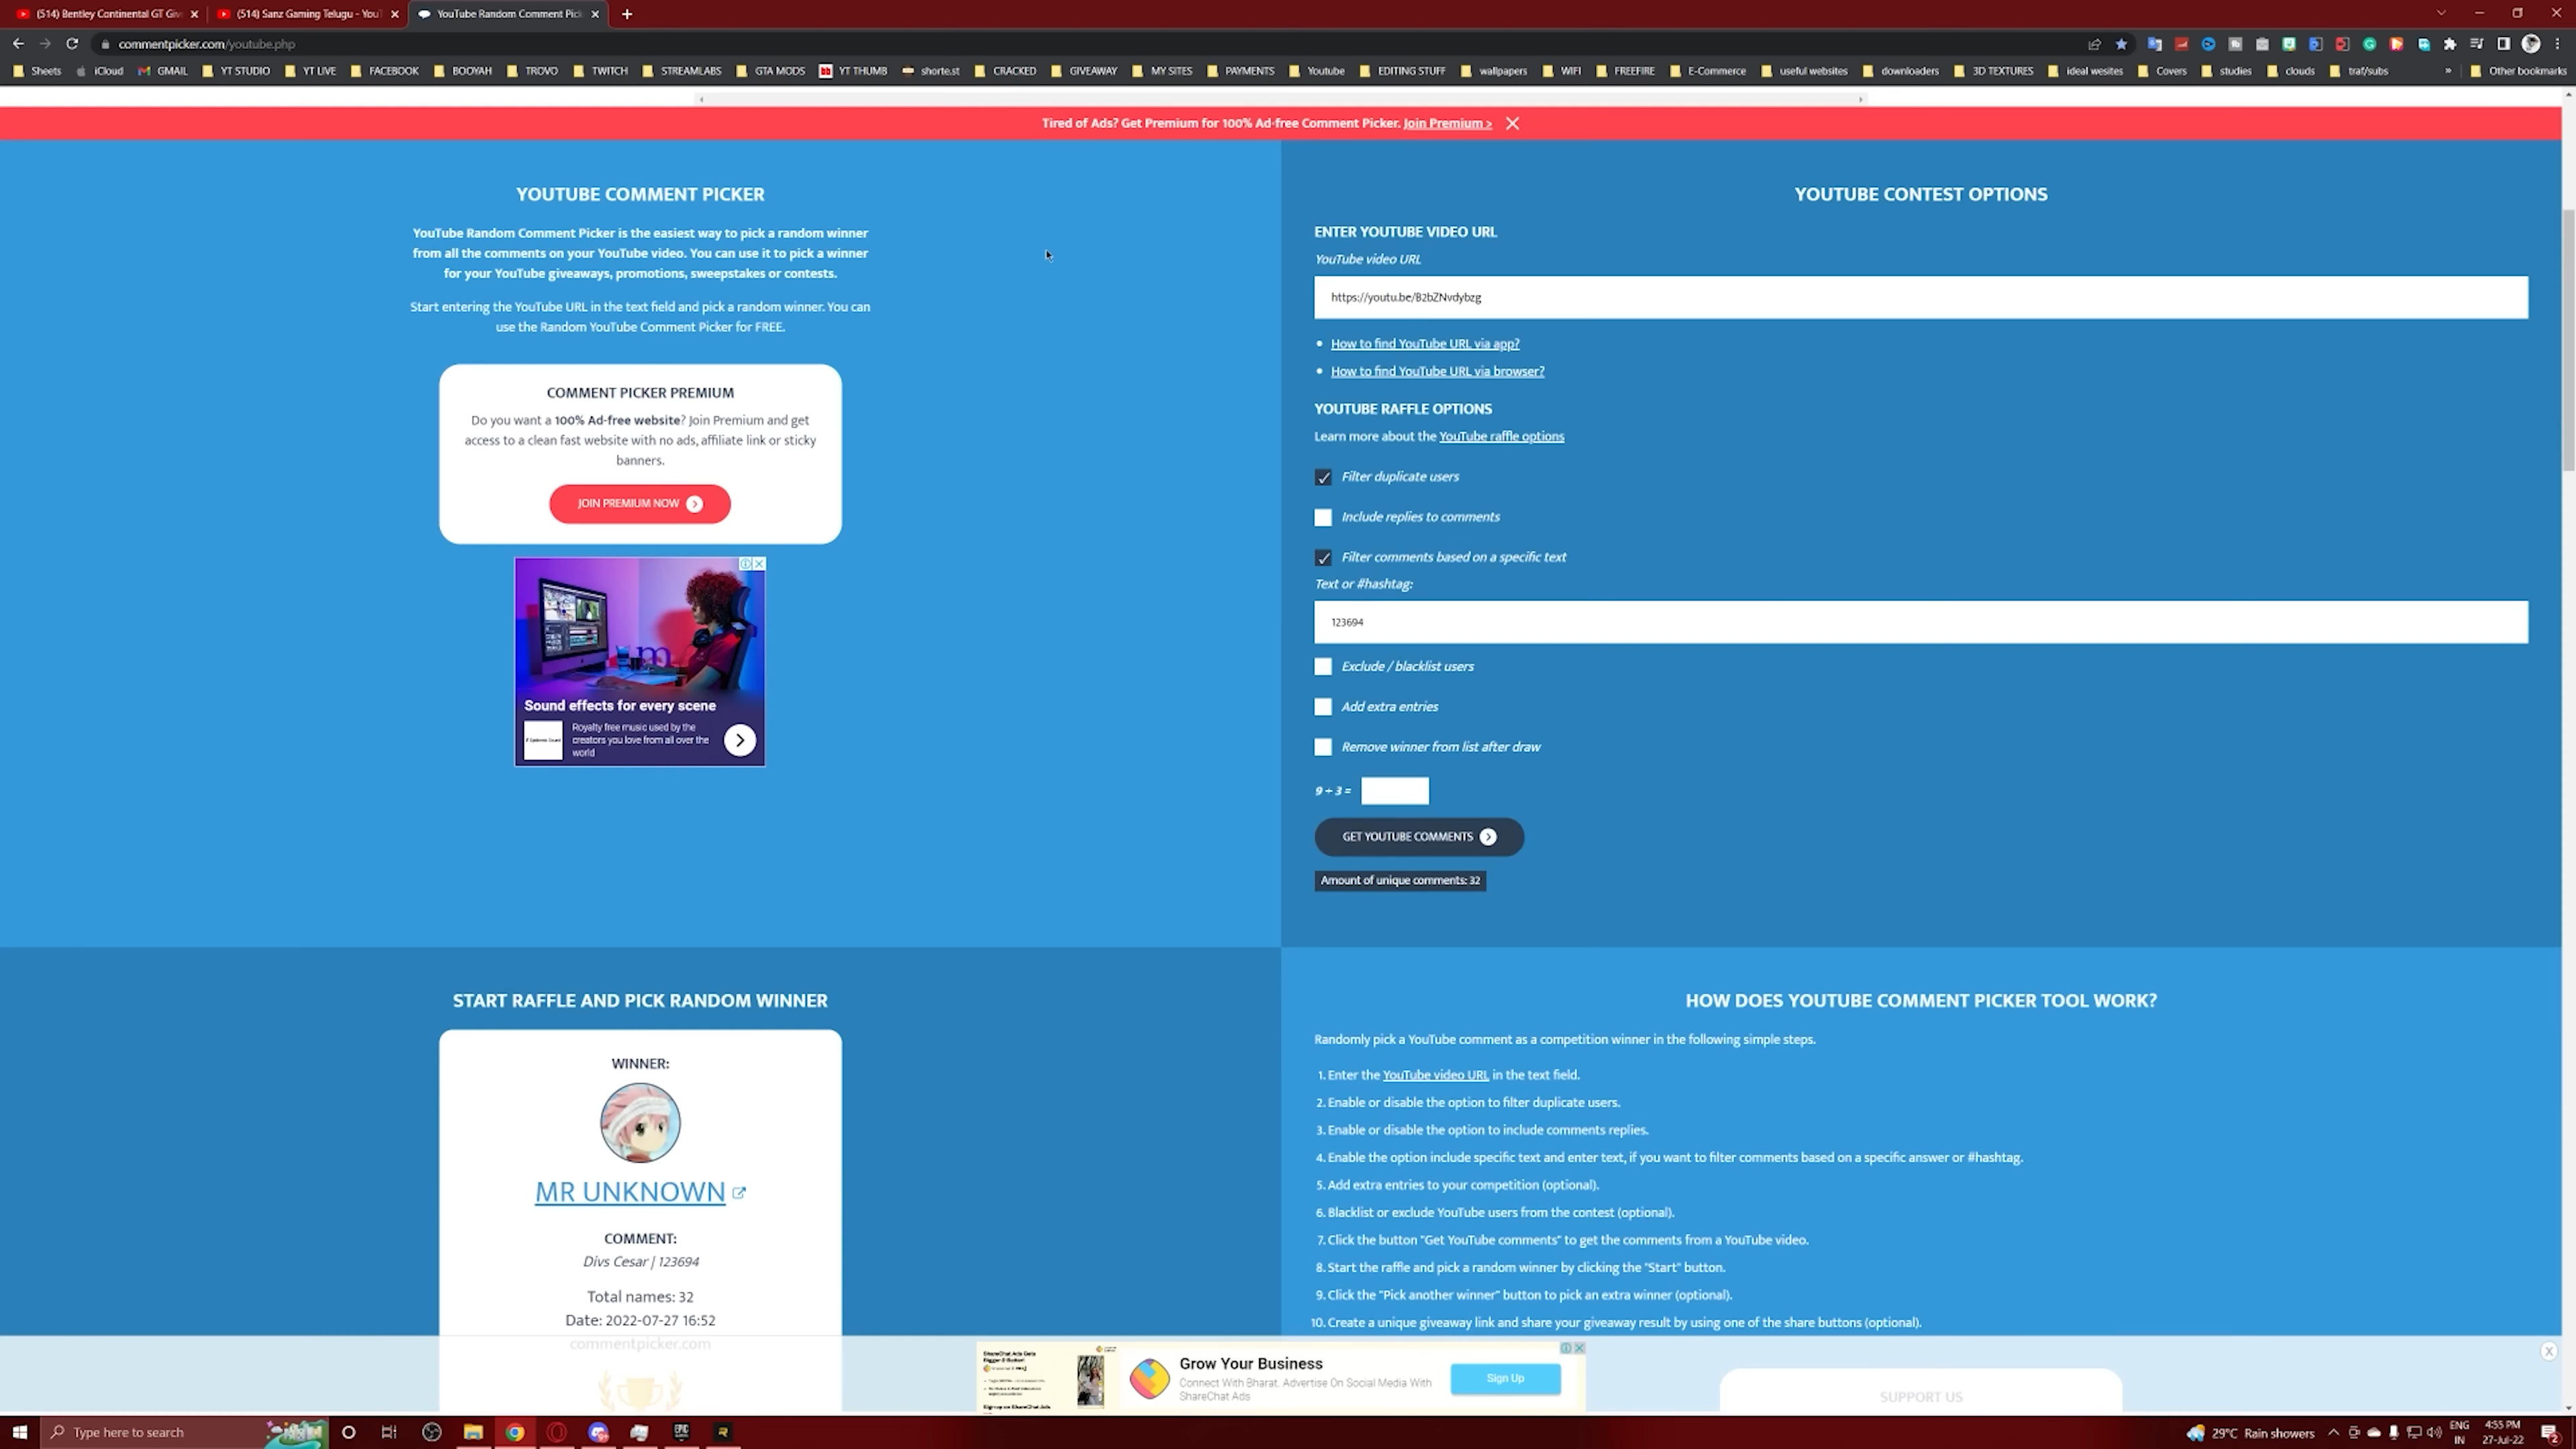 (514) Bentley Continental GT Giv
(514) Sanz Gaming Telugu - YouT
YouTube Random Comment Pick
commentpicker.com/youtube.php
Sheets iCloud GMAIL YT STUDIO YT LIVE FACEBOOK BOOYAH TROVO TWITCH STREAMLABS GTA MODS YT THUMB shorte.st CRACKED GIVEAWAY MY SITES PAYMENTS Youtube EDITING STUFF wallpapers WIFI FREEFIRE E-Commerce useful websites downloaders 3D TEXTURES ideal wesites Covers studies clouds traf/subs » Other bookmarks
Tired of Ads? Get Premium for 100% Ad-free Comment Picker. Join Premium >
YOUTUBE COMMENT PICKER
YouTube Random Comment Picker is the easiest way to pick a random winner
from all the comments on your YouTube video. You can use it to pick a winner
for your YouTube giveaways, promotions, sweepstakes or contests.
Start entering the YouTube URL in the text field and pick a random winner. You can
use the Random YouTube Comment Picker for FREE.
COMMENT PICKER PREMIUM
Do you want a 100% Ad-free website? Join Premium and get
access to a clean fast website with no ads, affiliate link or sticky
banners.
JOIN PREMIUM NOW
Sound effects for every scene
Royalty free music used by the
creators you love from all over the
world
YOUTUBE CONTEST OPTIONS
ENTER YOUTUBE VIDEO URL
YouTube video URL
https://youtu.be/B2bZNvdybzg
• How to find YouTube URL via app?
• How to find YouTube URL via browser?
YOUTUBE RAFFLE OPTIONS
Learn more about the YouTube raffle options
Filter duplicate users
Include replies to comments
Filter comments based on a specific text
Text or #hashtag:
123694
Exclude / blacklist users
Add extra entries
Remove winner from list after draw
9 + 3 =
GET YOUTUBE COMMENTS
Amount of unique comments: 32
START RAFFLE AND PICK RANDOM WINNER
WINNER:
MR UNKNOWN
COMMENT:
Divs Cesar | 123694
Total names: 32
Date: 2022-07-27 16:52
commentpicker.com
HOW DOES YOUTUBE COMMENT PICKER TOOL WORK?
Randomly pick a YouTube comment as a competition winner in the following simple steps.
1. Enter the YouTube video URL in the text field.
2. Enable or disable the option to filter duplicate users.
3. Enable or disable the option to include comments replies.
4. Enable the option include specific text and enter text, if you want to filter comments based on a specific answer or #hashtag.
5. Add extra entries to your competition (optional).
6. Blacklist or exclude YouTube users from the contest (optional).
7. Click the button "Get YouTube comments" to get the comments from a YouTube video.
8. Start the raffle and pick a random winner by clicking the "Start" button.
9. Click the "Pick another winner" button to pick an extra winner (optional).
10. Create a unique giveaway link and share your giveaway result by using one of the share buttons (optional).
SUPPORT US
Grow Your Business
Connect With Bharat. Advertise On Social Media With
ShareChat Ads
Sign Up
Type here to search
EPIC
29°C Rain showers
ENG
IN
4:55 PM
27-Jul-22
2